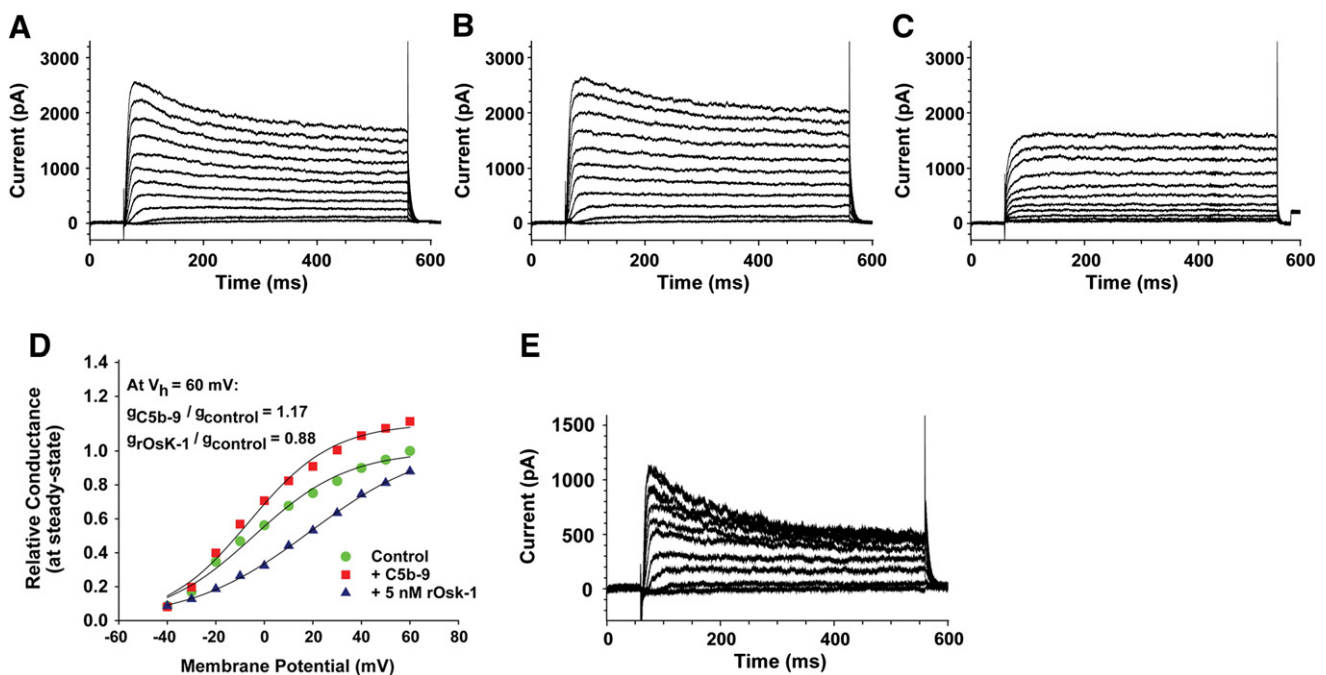 A
3000
2000
1000
0
Current (pA)
0 200 400 600
Time (ms)
B
3000
2000
1000
0
Current (pA)
0 200 400 600
Time (ms)
C
3000
2000
1000
0
Current (pA)
0 200 400 600
Time (ms)
D
1.4
1.2
1.0
0.8
0.6
0.4
0.2
0.0
Relative Conductance
(at steady-state)
At Vh = 60 mV:
gC5b-9 / gcontrol = 1.17
grOsK-1 / gcontrol = 0.88
Control
+ C5b-9
+ 5 nM rOsk-1
-60 -40 -20 0 20 40 60 80
Membrane Potential (mV)
E
1500
1000
500
0
Current (pA)
0 200 400 600
Time (ms)